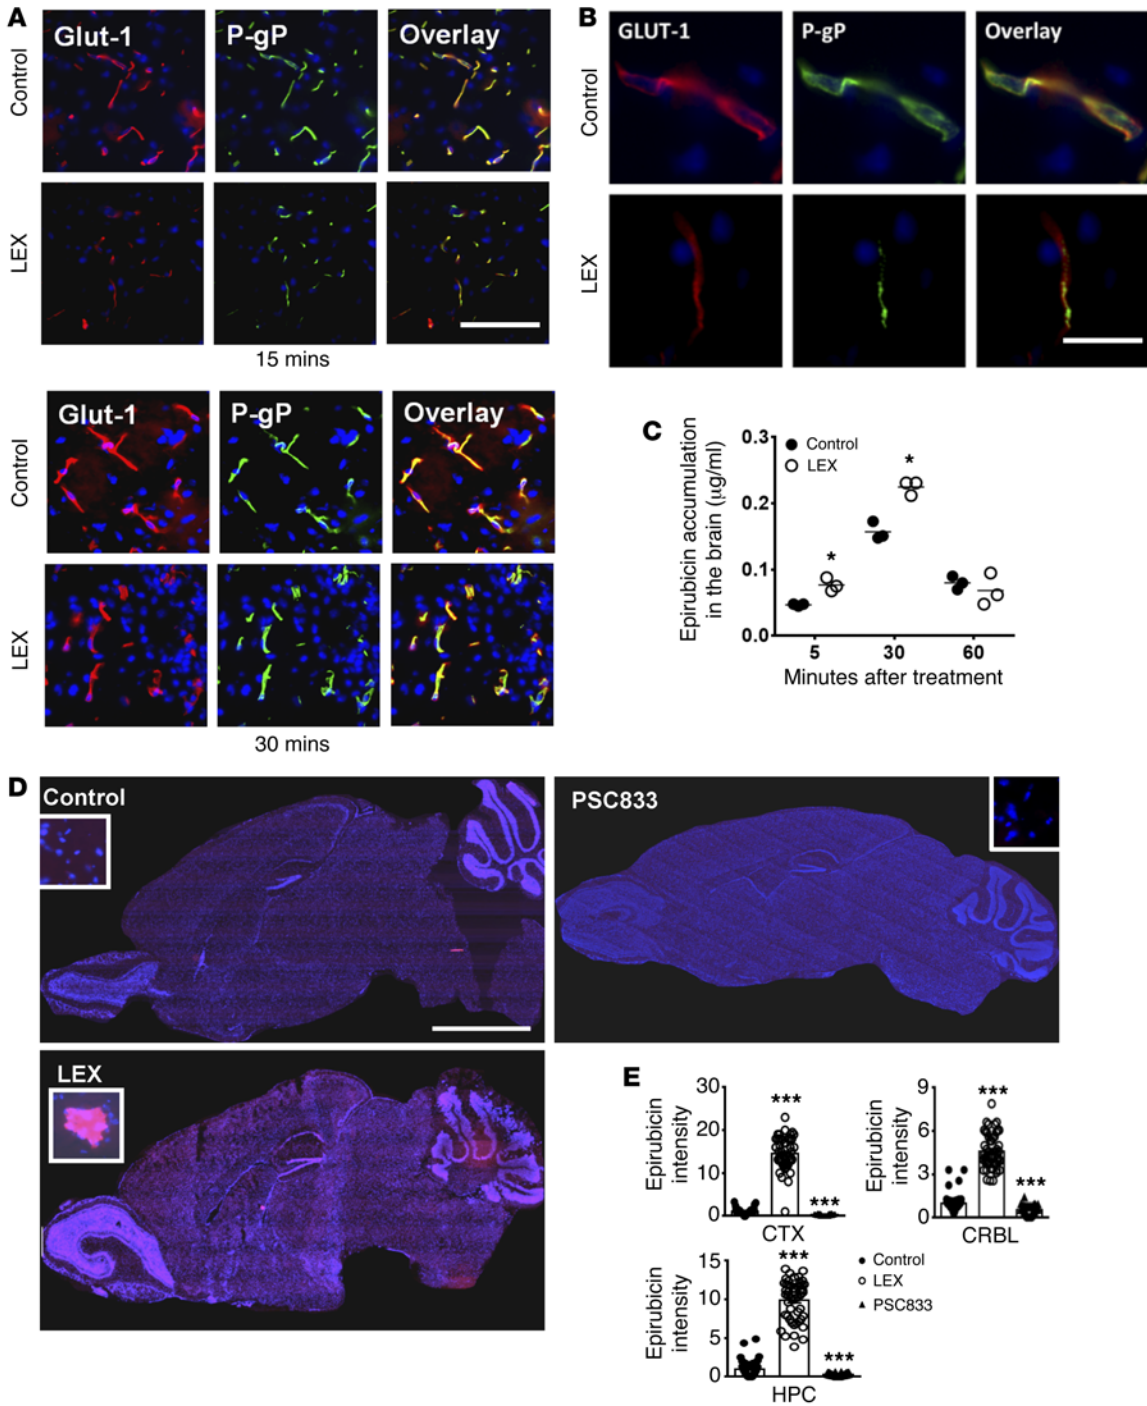 A
Glut-1 P-gP Overlay
Control
LEX
15 mins
Glut-1 P-gP Overlay
Control
LEX
30 mins
B
GLUT-1 P-gP Overlay
Control
LEX
C
Epirubicin accumulation
in the brain (µg/ml)
0.3
0.2
0.1
0.0
Control
LEX
*
*
5 30 60
Minutes after treatment
D
Control
PSC833
LEX
E
Epirubicin
intensity
30
20
10
0
***
***
CTX
Epirubicin
intensity
9
6
3
0
***
***
CRBL
Epirubicin
intensity
15
10
5
0
***
***
HPC
Control
LEX
PSC833